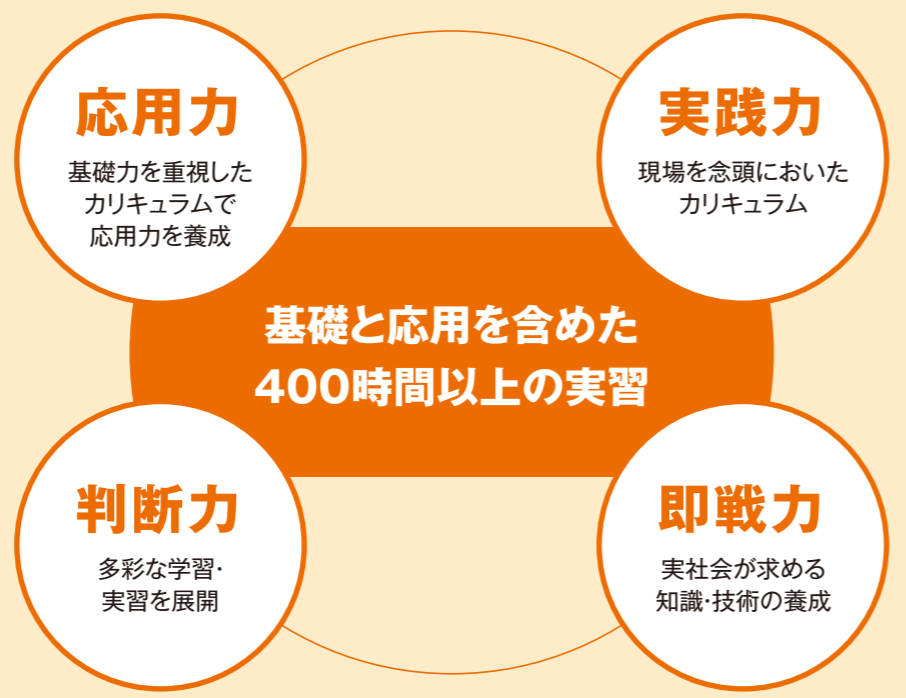 応用力
基礎力を重視した
カリキュラムで
応用力を養成
実践力
現場を念頭においた
カリキュラム
基礎と応用を含めた
400時間以上の実習
判断力
多彩な学習・
実習を展開
即戦力
実社会が求める
知識・技術の養成